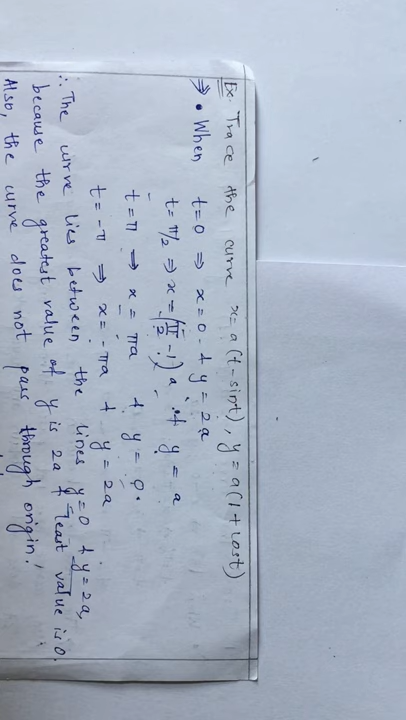 Ex. Trace the curve x=a(t-sint), y=a(1+cost)
⇒ • When t=0 ⇒ x=0 & y=2a
t=π/2 ⇒ x=(π/2-1)a & y=a
t=π ⇒ x=πa & y=0.
t=-π ⇒ x=-πa & y=2a
∴ The curve lies between the lines y=0 & y=2a,
because the greatest value of y is 2a & least value is 0.
Also, the curve does not pass through origin.